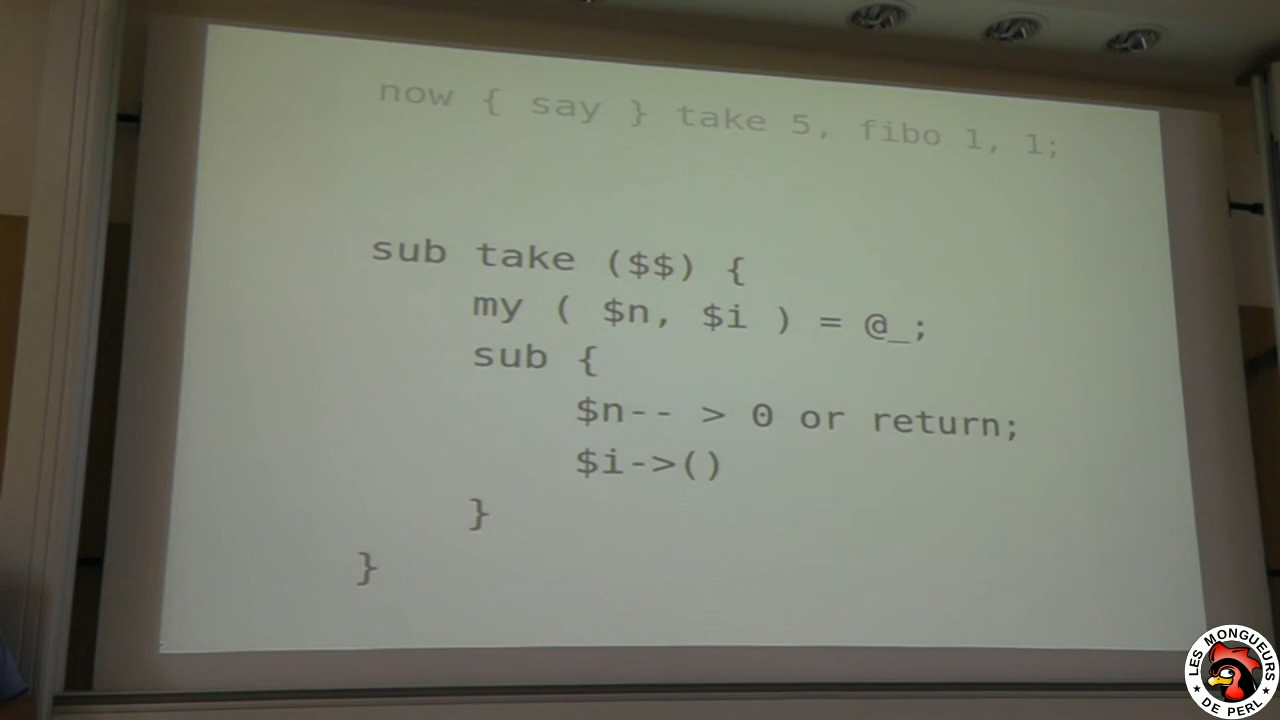 now { say } take 5, fibo 1, 1;
sub take ($$) {
my ( $n, $i ) = @_;
sub {
$n-- > 0 or return;
$i->()
}
}
LES MONGUEURS
★ DE PERL ★